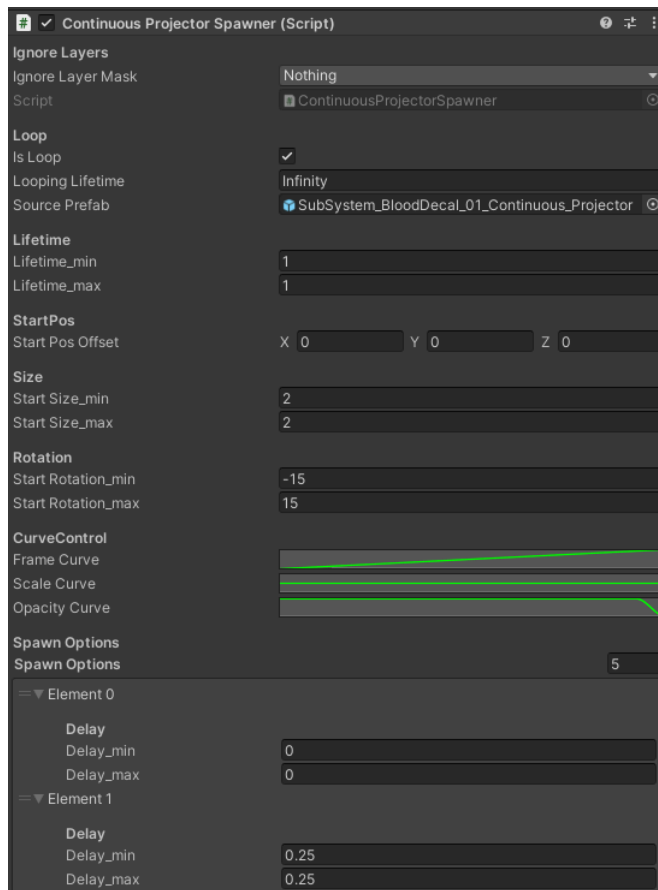 # Continuous Projector Spawner (Script)
Ignore Layers
Ignore Layer Mask Nothing
Script # ContinuousProjectorSpawner
Loop
Is Loop
Looping Lifetime Infinity
Source Prefab SubSystem_BloodDecal_01_Continuous_Projector
Lifetime
Lifetime_min 1
Lifetime_max 1
StartPos
Start Pos Offset X 0 Y 0 Z 0
Size
Start Size_min 2
Start Size_max 2
Rotation
Start Rotation_min -15
Start Rotation_max 15
CurveControl
Frame Curve
Scale Curve
Opacity Curve
Spawn Options
Spawn Options 5
Element 0
Delay
Delay_min 0
Delay_max 0
Element 1
Delay
Delay_min 0.25
Delay_max 0.25